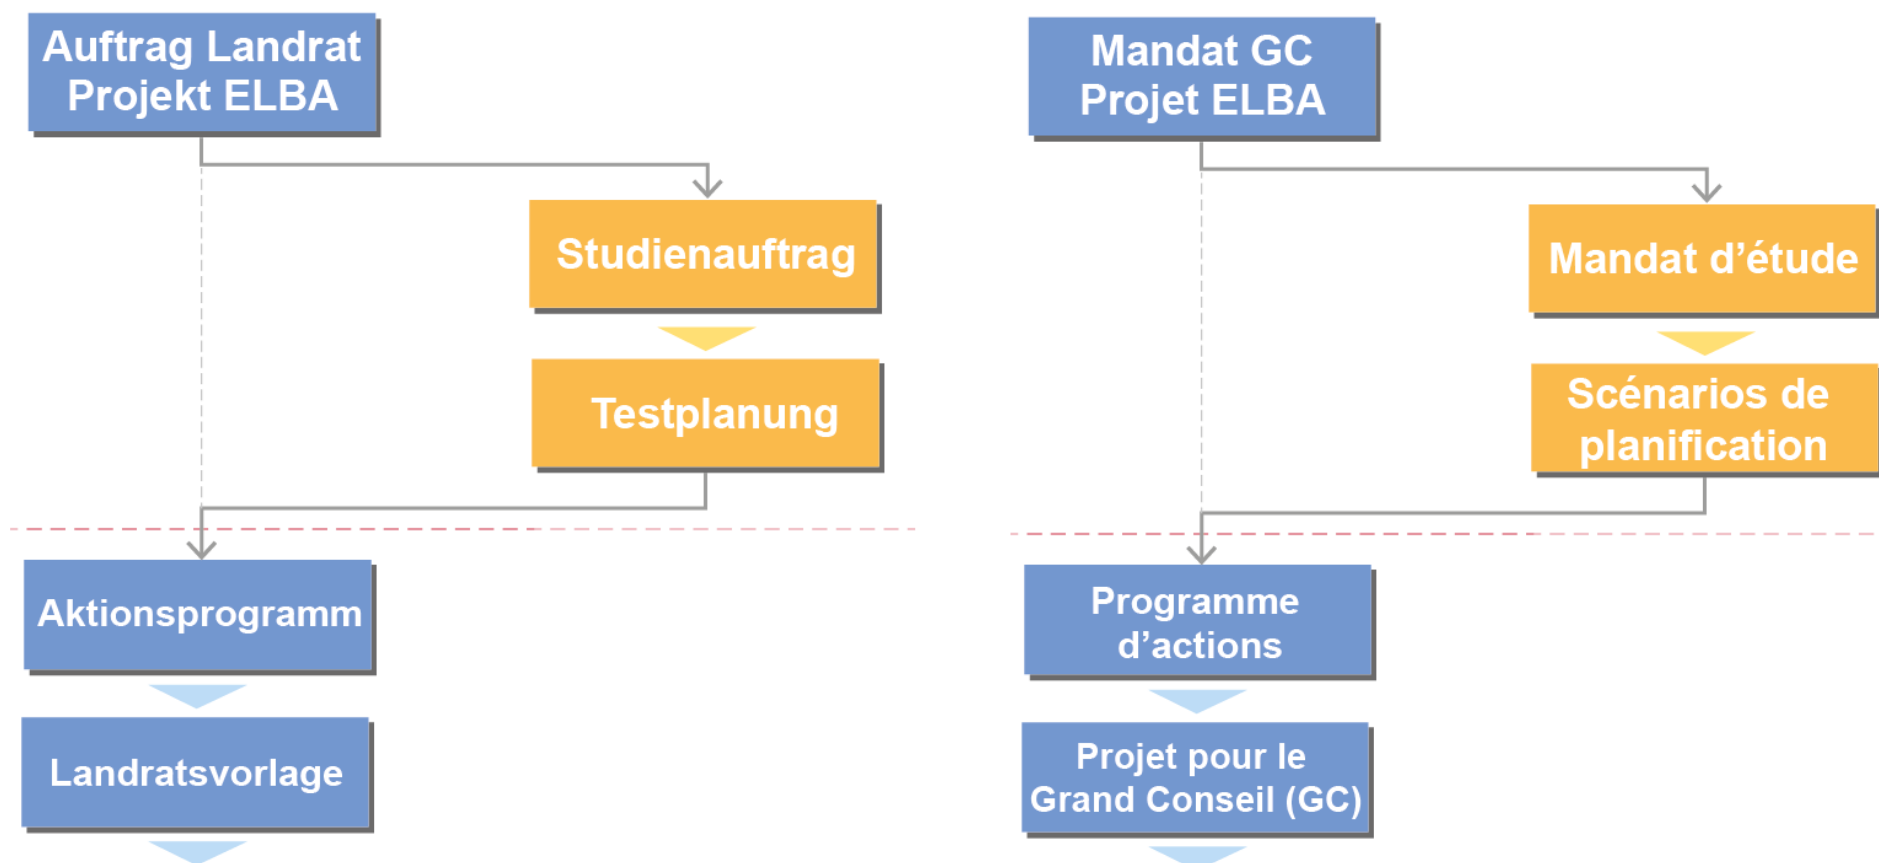 Auftrag Landrat
Projekt ELBA
Studienauftrag
Testplanung
Aktionsprogramm
Landratsvorlage
Mandat GC
Projet ELBA
Mandat d’étude
Scénarios de
planification
Programme
d’actions
Projet pour le
Grand Conseil (GC)